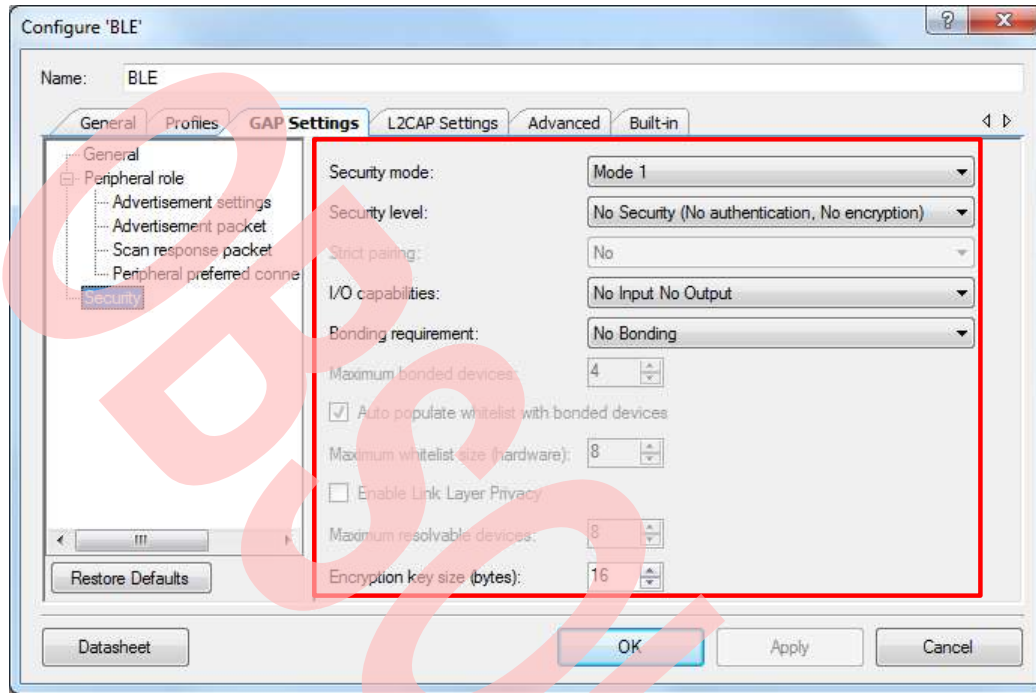 Configure 'BLE'
Name: BLE
General Profiles GAP Settings L2CAP Settings Advanced Built-in
General
Peripheral role
Advertisement settings
Advertisement packet
Scan response packet
Peripheral preferred conne
Security
Restore Defaults
Security mode: Mode 1
Security level: No Security (No authentication, No encryption)
Strict pairing: No
I/O capabilities: No Input No Output
Bonding requirement: No Bonding
Maximum bonded devices: 4
Auto populate whitelist with bonded devices
Maximum whitelist size (hardware): 8
Enable Link Layer Privacy
Maximum resolvable devices: 8
Encryption key size (bytes): 16
Datasheet OK Apply Cancel